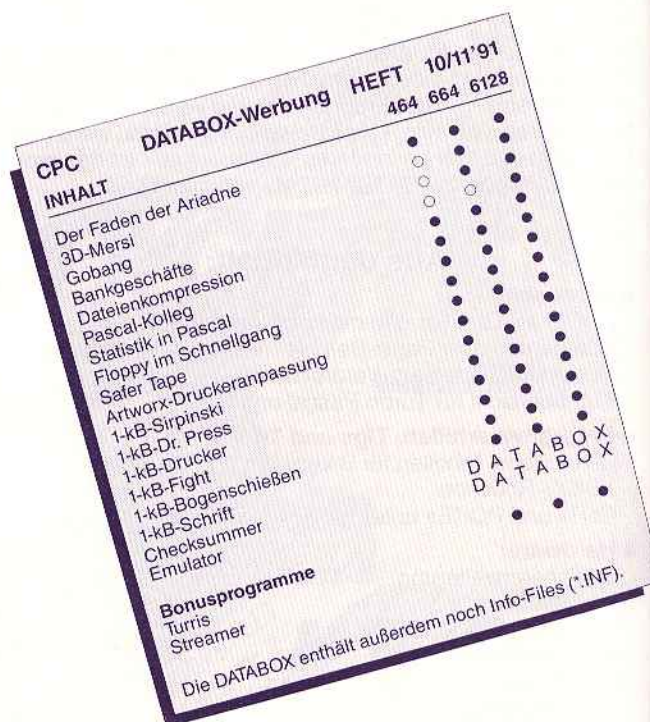 CPC DATABOX-Werbung HEFT 10/11'91
INHALT 464 664 6128
Der Faden der Ariadne
3D-Mersi
Gobang
Bankgeschäfte
Dateienkompression
Pascal-Kolleg
Statistik in Pascal
Floppy im Schnellgang
Safer Tape
Artworx-Druckeranpassung
1-kB-Sirpinski
1-kB-Dr. Press
1-kB-Drucker
1-kB-Fight
1-kB-Bogenschießen
1-kB-Schrift
Checksummer
Emulator
D A T A B O X
D A T A B O X
Bonusprogramme
Turris
Streamer
Die DATABOX enthält außerdem noch Info-Files (*.INF).